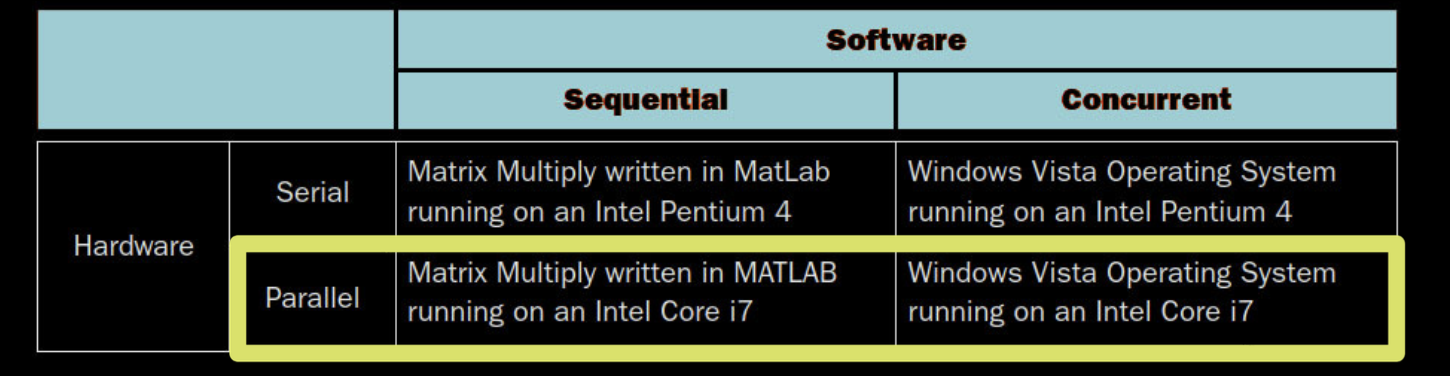 Software
Sequential
Concurrent
Hardware
Serial
Matrix Multiply written in MatLab
running on an Intel Pentium 4
Windows Vista Operating System
running on an Intel Pentium 4
Parallel
Matrix Multiply written in MATLAB
running on an Intel Core i7
Windows Vista Operating System
running on an Intel Core i7